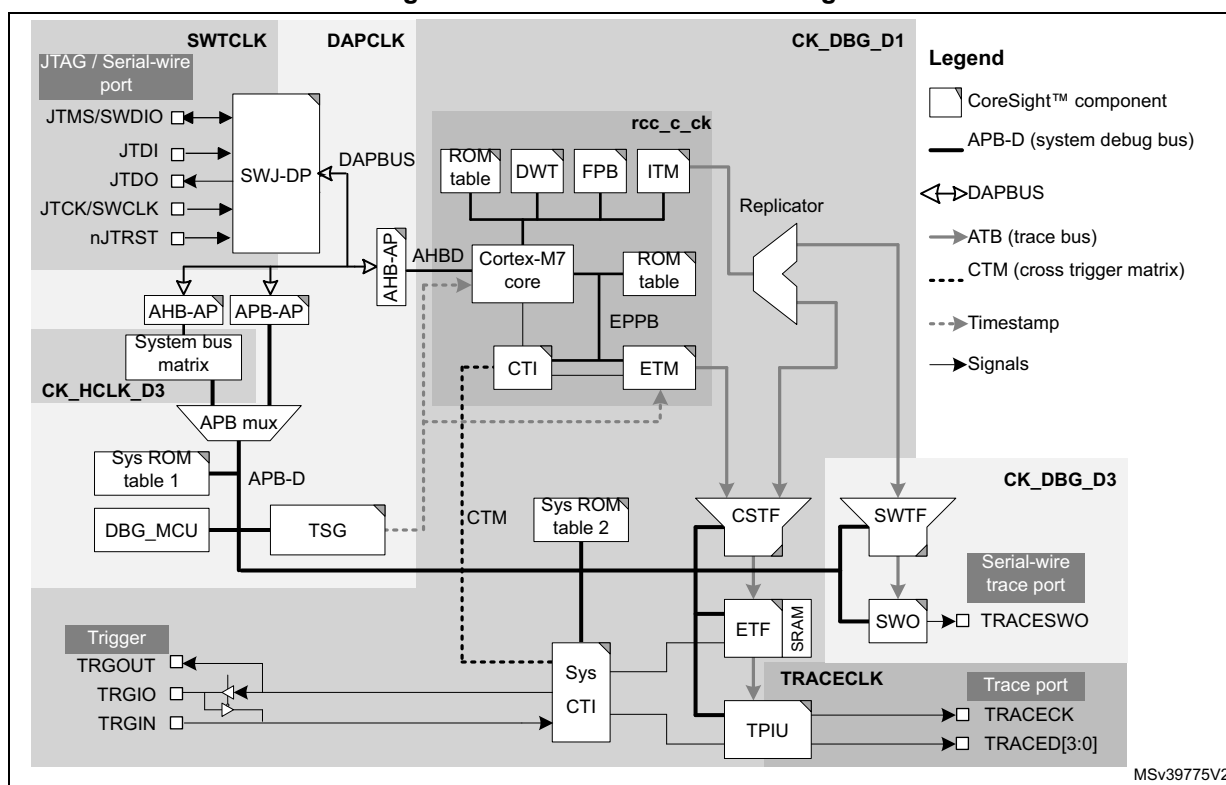 SWTCLK
DAPCLK
CK_DBG_D1
Legend
JTAG / Serial-wire
port
CoreSight™ component
JTMS/SWDIO
rcc_c_ck
APB-D (system debug bus)
JTDI
DAPBUS
ROM
table
DWT
FPB
ITM
JTDO
SWJ-DP
DAPBUS
JTCK/SWCLK
Replicator
nJTRST
ATB (trace bus)
AHB-AP
AHBD
Cortex-M7
core
ROM
table
CTM (cross trigger matrix)
AHB-AP
APB-AP
EPPB
Timestamp
System bus
matrix
CTI
ETM
Signals
CK_HCLK_D3
APB mux
Sys ROM
table 1
APB-D
CK_DBG_D3
Sys ROM
table 2
CSTF
SWTF
DBG_MCU
TSG
CTM
Serial-wire
trace port
ETF
SRAM
SWO
TRACESWO
Trigger
TRGOUT
Sys
CTI
TRACECLK
Trace port
TRGIO
TRGIN
TPIU
TRACECK
TRACED[3:0]
MSv39775V2